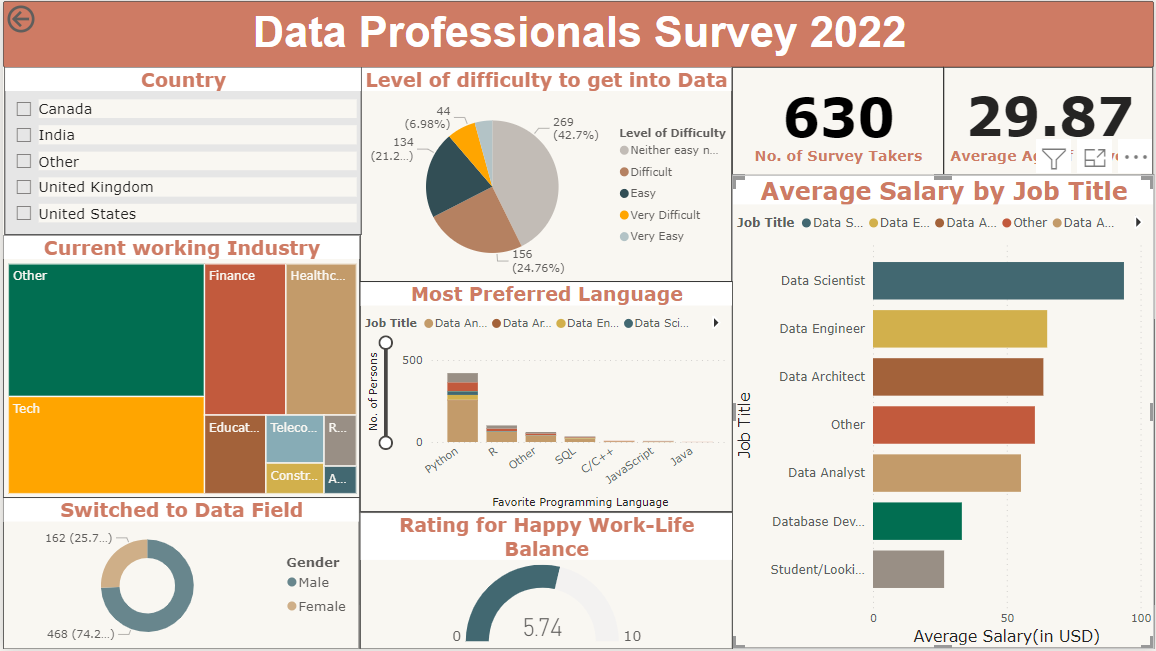 Data Professionals Survey 2022
Country
Canada
India
Other
United Kingdom
United States
Level of difficulty to get into Data
44
(6.98%)
134
(21.2...)
269
(42.7%)
156
(24.76%)
Level of Difficulty
Neither easy n...
Difficult
Easy
Very Difficult
Very Easy
630
No. of Survey Takers
29.87
Average
Current working Industry
Other
Finance
Healthc...
Tech
Educat...
Teleco...
R...
Constr...
A...
Most Preferred Language
Job Title Data An... Data Ar... Data En... Data Sci...
No. of Persons
500
0
Python
R
Other
SQL
C/C++
JavaScript
Java
Favorite Programming Language
Average Salary by Job Title
Job Title Data S... Data E... Data A... Other Data A...
Job Title
Data Scientist
Data Engineer
Data Architect
Other
Data Analyst
Database Dev...
Student/Looki...
0 50 100
Average Salary(in USD)
Switched to Data Field
162 (25.7...)
468 (74.2...)
Gender
Male
Female
Rating for Happy Work-Life
Balance
0
5.74
10